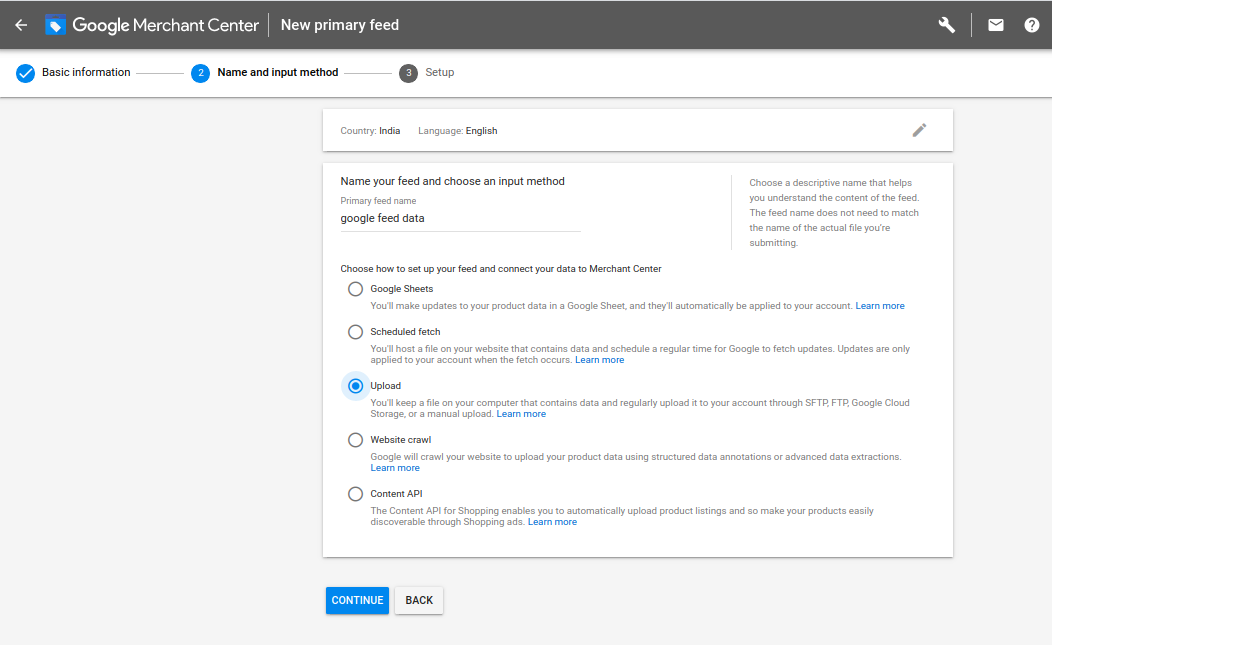 Google Merchant Center New primary feed
Basic information 2 Name and input method 3 Setup
Country: India Language: English
Name your feed and choose an input method
Primary feed name
google feed data
Choose a descriptive name that helps
you understand the content of the feed.
The feed name does not need to match
the name of the actual file you're
submitting.
Choose how to set up your feed and connect your data to Merchant Center
Google Sheets
You'll make updates to your product data in a Google Sheet, and they'll automatically be applied to your account. Learn more
Scheduled fetch
You'll host a file on your website that contains data and schedule a regular time for Google to fetch updates. Updates are only
applied to your account when the fetch occurs. Learn more
Upload
You'll keep a file on your computer that contains data and regularly upload it to your account through SFTP, FTP, Google Cloud
Storage, or a manual upload. Learn more
Website crawl
Google will crawl your website to upload your product data using structured data annotations or advanced data extractions.
Learn more
Content API
The Content API for Shopping enables you to automatically upload product listings and so make your products easily
discoverable through Shopping ads. Learn more
CONTINUE BACK